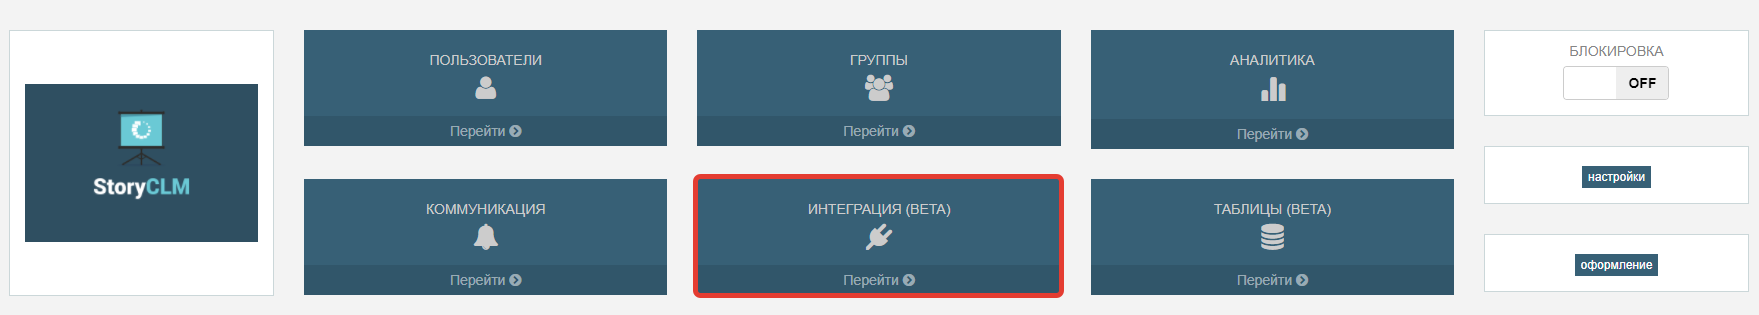 StoryCLM
ПОЛЬЗОВАТЕЛИ
Перейти
ГРУППЫ
Перейти
АНАЛИТИКА
Перейти
БЛОКИРОВКА
OFF
КОММУНИКАЦИЯ
Перейти
ИНТЕГРАЦИЯ (BETA)
Перейти
ТАБЛИЦЫ (BETA)
Перейти
настройки
оформление